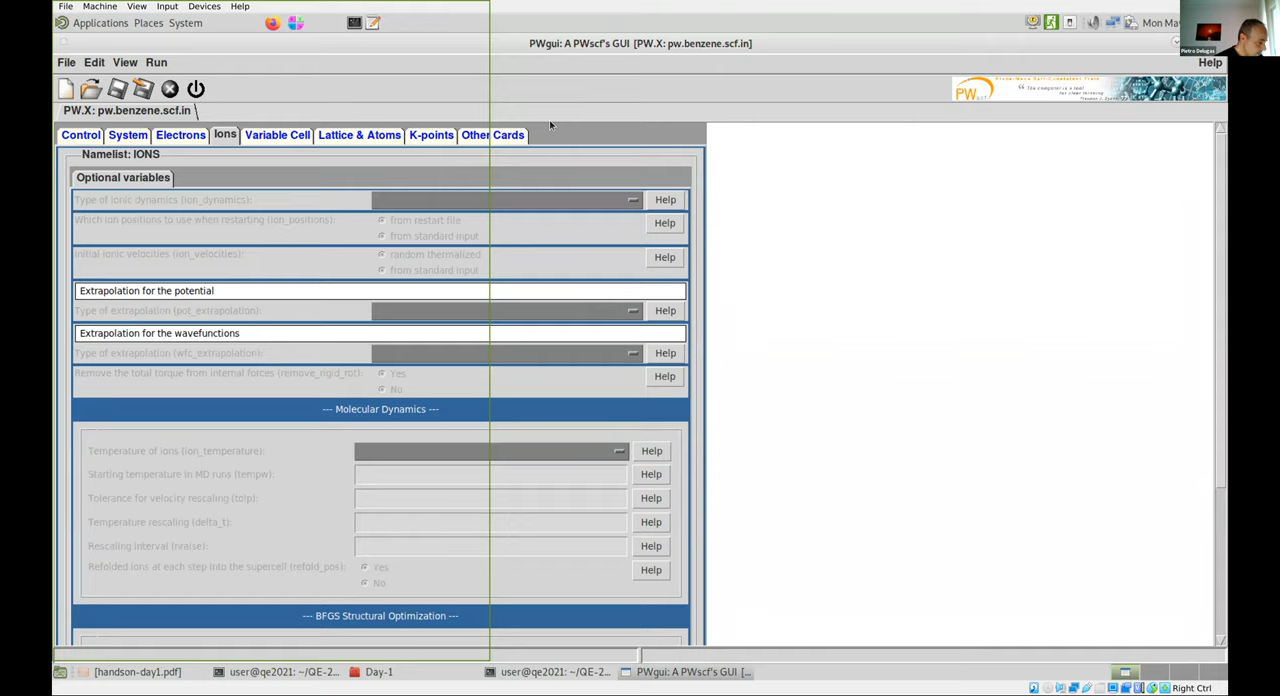 File Machine View Input Devices Help
Applications Places System
Mon May
PWgui: A PWscf's GUI [PW.X: pw.benzene.scf.in]
Pietro Delugas
File Edit View Run
Help
PW
PW.X: pw.benzene.scf.in
Control System Electrons Ions Variable Cell Lattice & Atoms K-points Other Cards
Namelist: IONS
Optional variables
Type of ionic dynamics (ion_dynamics):
Help
Which ion positions to use when restarting (ion_positions):
from restart file
Help
from standard input
Initial ionic velocities (ion_velocities):
random thermalized
Help
from standard input
Extrapolation for the potential
Type of extrapolation (pot_extrapolation):
Help
Extrapolation for the wavefunctions
Type of extrapolation (wfc_extrapolation):
Help
Remove the total torque from internal forces (remove_rigid_rot):
Yes
Help
No
--- Molecular Dynamics ---
Temperature of ions (ion_temperature):
Help
Starting temperature in MD runs (tempw):
Help
Tolerance for velocity rescaling (tolp):
Help
Temperature rescaling (delta_t):
Help
Rescaling interval (nraise):
Help
Refolded ions at each step into the supercell (refold_pos):
Yes
Help
No
--- BFGS Structural Optimization ---
[handson-day1.pdf]
user@qe2021: ~/QE-2...
Day-1
user@qe2021: ~/QE-2...
PWgui: A PWscf's GUI [...
Right Ctrl